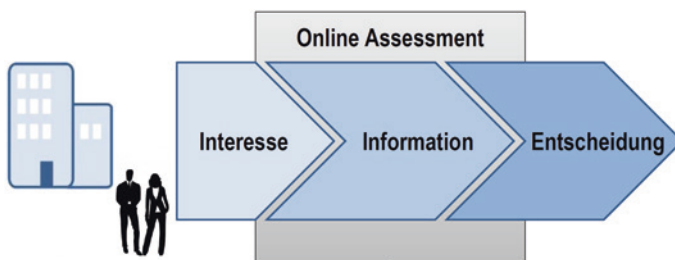 Online Assessment
Interesse
Information
Entscheidung